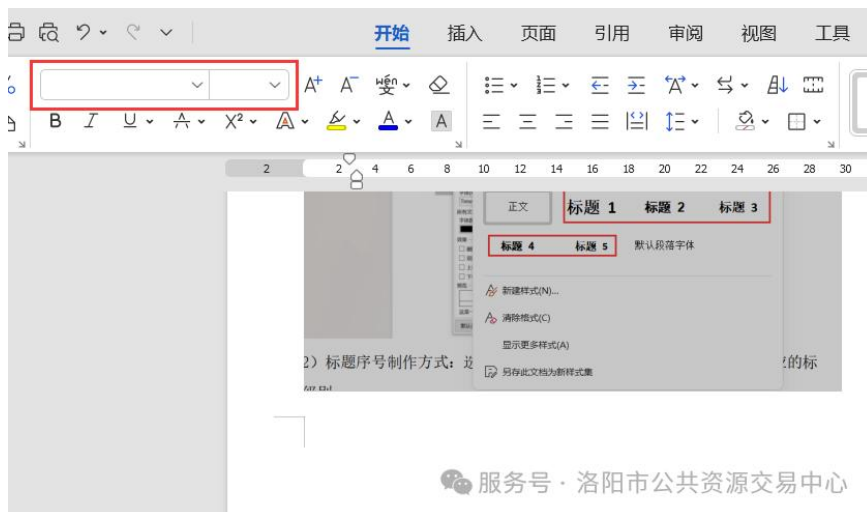 开始 插入 页面 引用 审阅 视图 工具
A+ A- wén 变
B I U A X² A A A
2 2 4 6 8 10 12 14 16 18 20 22 24 26 28 30
正文 标题 1 标题 2 标题 3
标题 4 标题 5 默认段落字体
新建样式(N)...
清除格式(C)
显示更多样式(A)
2）标题序号制作方式：选 的标
另存此文档为新样式集
服务号 · 洛阳市公共资源交易中心